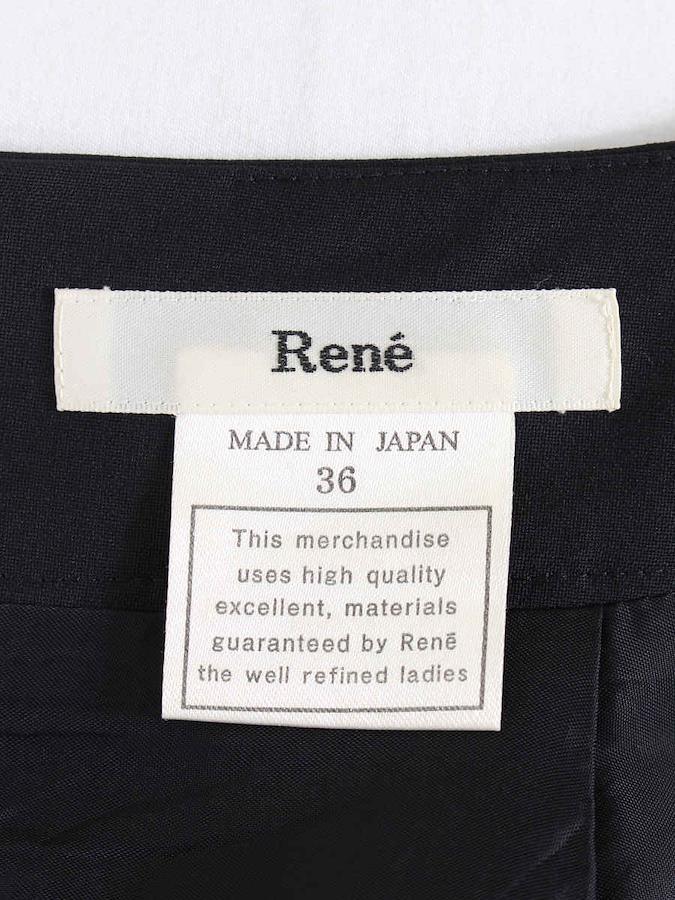 René
MADE IN JAPAN
36
This merchandise
uses high quality
excellent, materials
guaranteed by Renē
the well refined ladies